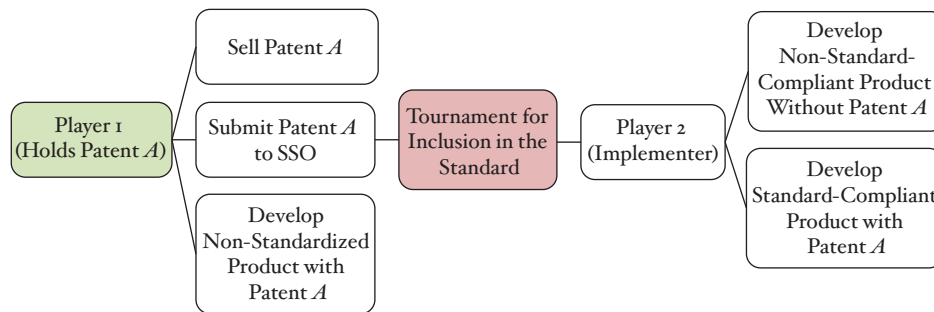 Player 1
(Holds Patent A)
Sell Patent A
Submit Patent A
to SSO
Develop
Non-Standardized
Product with
Patent A
Tournament for
Inclusion in the
Standard
Player 2
(Implementer)
Develop
Non-Standard-
Compliant Product
Without Patent A
Develop
Standard-Compliant
Product with
Patent A